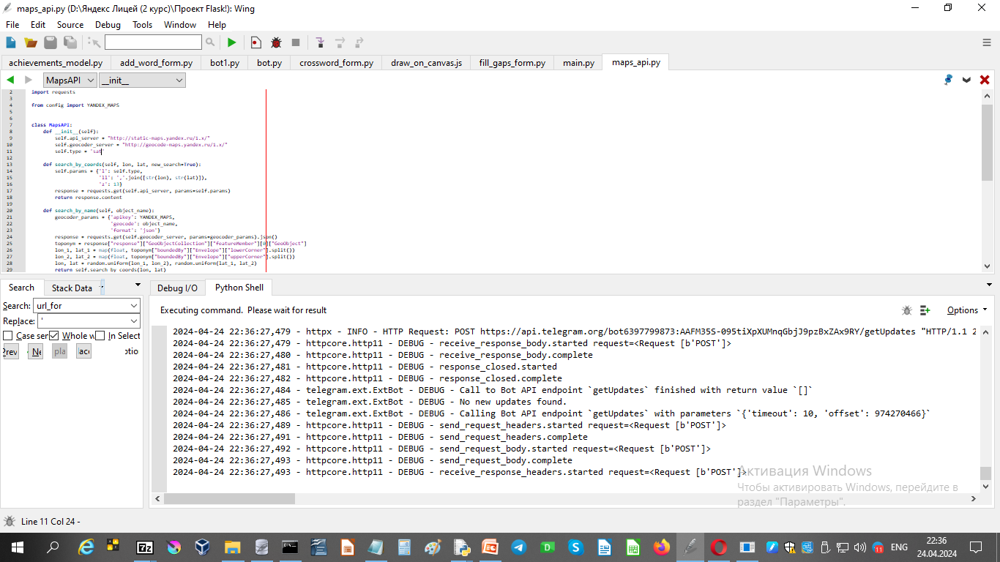 maps_api.py (D:\Яндекс Лицей (2 курс)\Проект Flask!): Wing
File Edit Source Debug Tools Window Help
achievements_model.py add_word_form.py bot1.py bot.py crossword_form.py draw_on_canvas.js fill_gaps_form.py main.py maps_api.py
MapsAPI __init__
2 import requests
3
4 from config import YANDEX_MAPS
5
6
7 class MapsAPI:
8 def __init__(self):
9 self.api_server = "http://static-maps.yandex.ru/1.x/"
10 self.geocoder_server = "http://geocode-maps.yandex.ru/1.x/"
11 self.type = 'sat'
12
13 def search_by_coords(self, lon, lat, new_search=True):
14 self.params = {'l': self.type,
15 'll': ','.join([str(lon), str(lat)]),
16 'z': 13}
17 response = requests.get(self.api_server, params=self.params)
18 return response.content
19
20 def search_by_name(self, object_name):
21 geocoder_params = {'apikey': YANDEX_MAPS,
22 'geocode': object_name,
23 'format': 'json'}
24 response = requests.get(self.geocoder_server, params=geocoder_params).json()
25 toponym = response["response"]["GeoObjectCollection"]["featureMember"][0]["GeoObject"]
26 lon_1, lat_1 = map(float, toponym["boundedBy"]["Envelope"]["lowerCorner"].split())
27 lon_2, lat_2 = map(float, toponym["boundedBy"]["Envelope"]["upperCorner"].split())
28 lon, lat = random.uniform(lon_1, lon_2), random.uniform(lat_1, lat_2)
29 return self.search_by_coords(lon, lat)
Search Stack Data
Debug I/O Python Shell
Search: url_for
Replace: '
Case ser Whole w In Select
Prev Ne pla lace ptio
Executing command. Please wait for result
Options
2024-04-24 22:36:27,479 - httpx - INFO - HTTP Request: POST https://api.telegram.org/bot6397799873:AAFM35S-095tiXpXUMnqGbjJ9pzBxZAx9RY/getUpdates "HTTP/1.1 2
2024-04-24 22:36:27,479 - httpcore.http11 - DEBUG - receive_response_body.started request=<Request [b'POST']>
2024-04-24 22:36:27,480 - httpcore.http11 - DEBUG - receive_response_body.complete
2024-04-24 22:36:27,481 - httpcore.http11 - DEBUG - response_closed.started
2024-04-24 22:36:27,482 - httpcore.http11 - DEBUG - response_closed.complete
2024-04-24 22:36:27,484 - telegram.ext.ExtBot - DEBUG - Call to Bot API endpoint `getUpdates` finished with return value `[]`
2024-04-24 22:36:27,485 - telegram.ext.ExtBot - DEBUG - No new updates found.
2024-04-24 22:36:27,486 - telegram.ext.ExtBot - DEBUG - Calling Bot API endpoint `getUpdates` with parameters `{'timeout': 10, 'offset': 974270466}`
2024-04-24 22:36:27,489 - httpcore.http11 - DEBUG - send_request_headers.started request=<Request [b'POST']>
2024-04-24 22:36:27,491 - httpcore.http11 - DEBUG - send_request_headers.complete
2024-04-24 22:36:27,492 - httpcore.http11 - DEBUG - send_request_body.started request=<Request [b'POST']>
2024-04-24 22:36:27,493 - httpcore.http11 - DEBUG - send_request_body.complete
2024-04-24 22:36:27,493 - httpcore.http11 - DEBUG - receive_response_headers.started request=<Request [b'POST']>
Активация Windows
Чтобы активировать Windows, перейдите в
раздел "Параметры".
Line 11 Col 24 -
ENG
22:36
24.04.2024